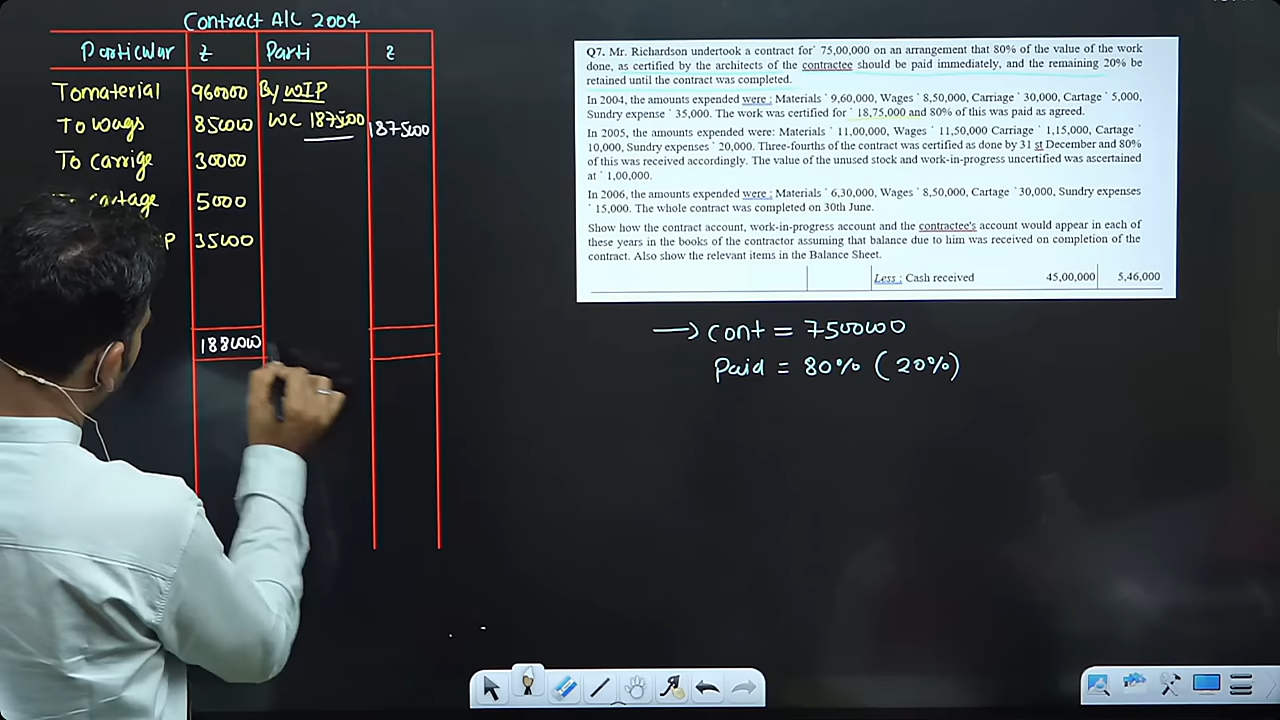 Contract A/C 2004
Particular ₹ Parti ₹
To material 960000 By WIP
To wags 850000 WC 1875000 1875000
To carrige 30000
cartage 5000
P 35000
1880000
Q7. Mr. Richardson undertook a contract for` 75,00,000 on an arrangement that 80% of the value of the work
done, as certified by the architects of the contractee should be paid immediately, and the remaining 20% be
retained until the contract was completed.
In 2004, the amounts expended were : Materials ` 9,60,000, Wages ` 8,50,000, Carriage ` 30,000, Cartage ` 5,000,
Sundry expense ` 35,000. The work was certified for ` 18,75,000 and 80% of this was paid as agreed.
In 2005, the amounts expended were: Materials ` 11,00,000, Wages ` 11,50,000 Carriage ` 1,15,000, Cartage `
10,000, Sundry expenses ` 20,000. Three-fourths of the contract was certified as done by 31 st December and 80%
of this was received accordingly. The value of the unused stock and work-in-progress uncertified was ascertained
at ` 1,00,000.
In 2006, the amounts expended were : Materials ` 6,30,000, Wages ` 8,50,000, Cartage ` 30,000, Sundry expenses
` 15,000. The whole contract was completed on 30th June.
Show how the contract account, work-in-progress account and the contractee's account would appear in each of
these years in the books of the contractor assuming that balance due to him was received on completion of the
contract. Also show the relevant items in the Balance Sheet.
Less : Cash received 45,00,000 5,46,000
→ Cont = 7500000
Paid = 80% (20%)